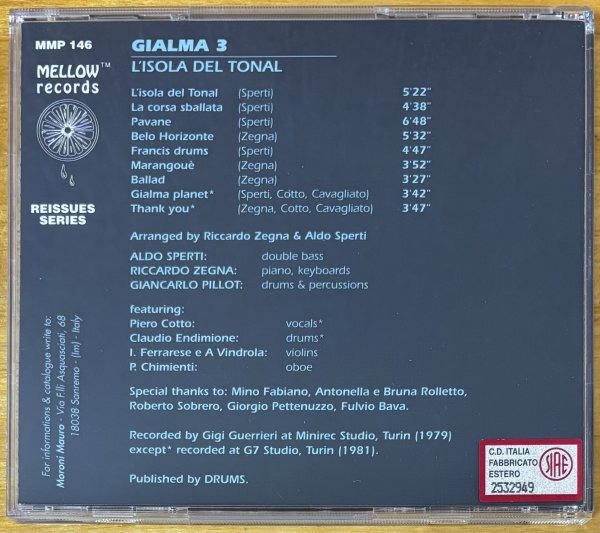 MMP 146
MELLOW™
records
REISSUES
SERIES
For informations & catalogue write to:
Moroni Mauro - Via F.lli Asquasciati, 68
18038 Sanremo - (Im) - Italy
GIALMA 3
L'ISOLA DEL TONAL
L'isola del Tonal (Sperti) 5'22"
La corsa sballata (Sperti) 4'38"
Pavane (Sperti) 6'48"
Belo Horizonte (Zegna) 5'32"
Francis drums (Sperti) 4'47"
Marangouè (Zegna) 3'52"
Ballad (Zegna) 3'27"
Gialma planet* (Sperti, Cotto, Cavagliato) 3'42"
Thank you* (Zegna, Cotto, Cavagliato) 3'47"
Arranged by Riccardo Zegna & Aldo Sperti
ALDO SPERTI: double bass
RICCARDO ZEGNA: piano, keyboards
GIANCARLO PILLOT: drums & percussions
featuring:
Piero Cotto: vocals*
Claudio Endimione: drums*
I. Ferrarese e A Vindrola: violins
P. Chimienti: oboe
Special thanks to: Mino Fabiano, Antonella e Bruna Rolletto,
Roberto Sobrero, Giorgio Pettenuzzo, Fulvio Bava.
Recorded by Gigi Guerrieri at Minirec Studio, Turin (1979)
except* recorded at G7 Studio, Turin (1981).
Published by DRUMS.
C.D. ITALIA
FABBRICATO
ESTERO
2532949
SIAE